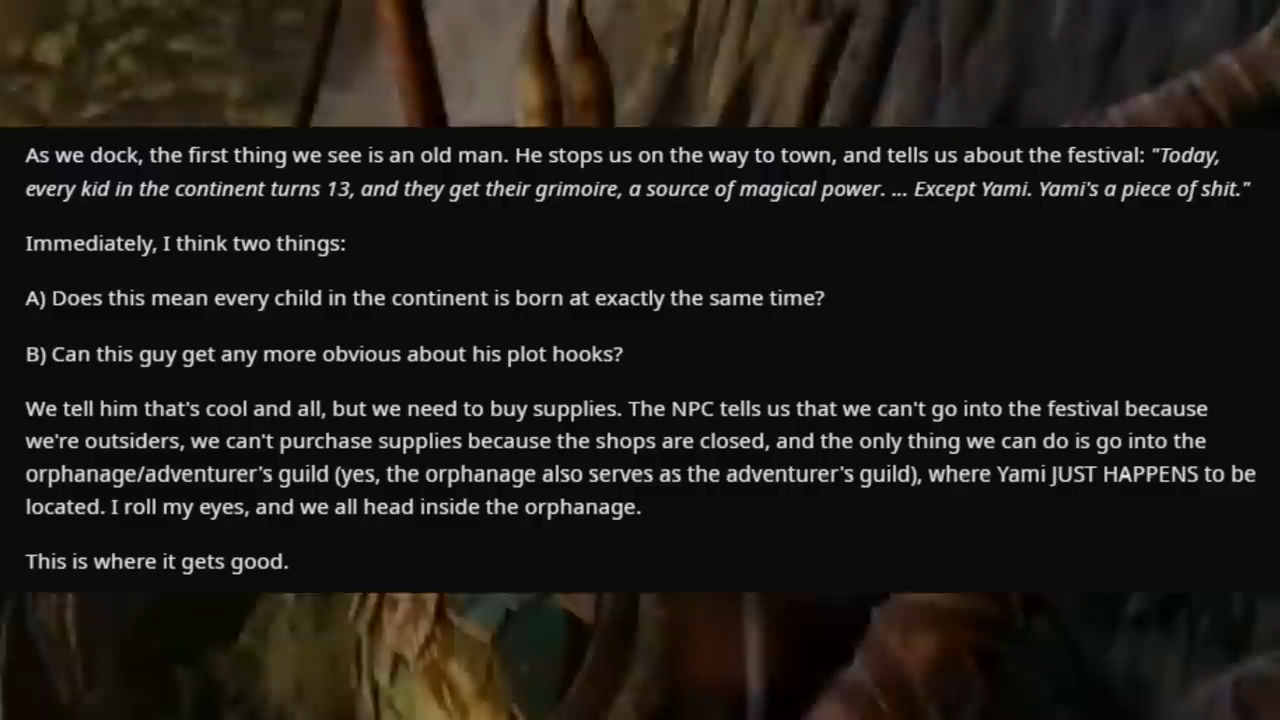 As we dock, the first thing we see is an old man. He stops us on the way to town, and tells us about the festival: "Today,
every kid in the continent turns 13, and they get their grimoire, a source of magical power. ... Except Yami. Yami's a piece of shit."
Immediately, I think two things:
A) Does this mean every child in the continent is born at exactly the same time?
B) Can this guy get any more obvious about his plot hooks?
We tell him that's cool and all, but we need to buy supplies. The NPC tells us that we can't go into the festival because
we're outsiders, we can't purchase supplies because the shops are closed, and the only thing we can do is go into the
orphanage/adventurer's guild (yes, the orphanage also serves as the adventurer's guild), where Yami JUST HAPPENS to be
located. I roll my eyes, and we all head inside the orphanage.
This is where it gets good.